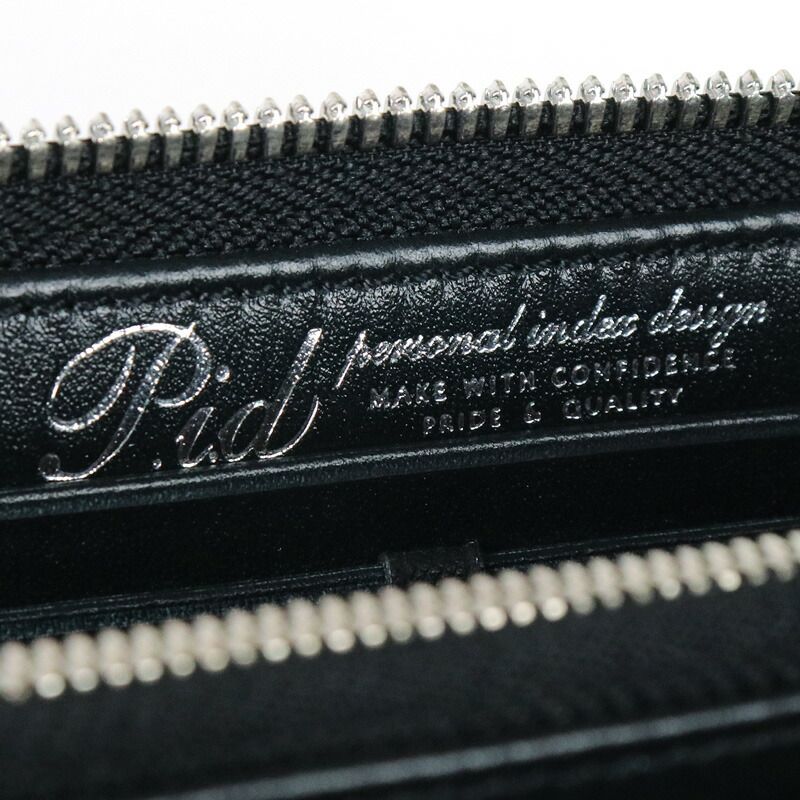 P.i.d
personal index design
MAKE WITH CONFIDENCE
PRIDE & QUALITY